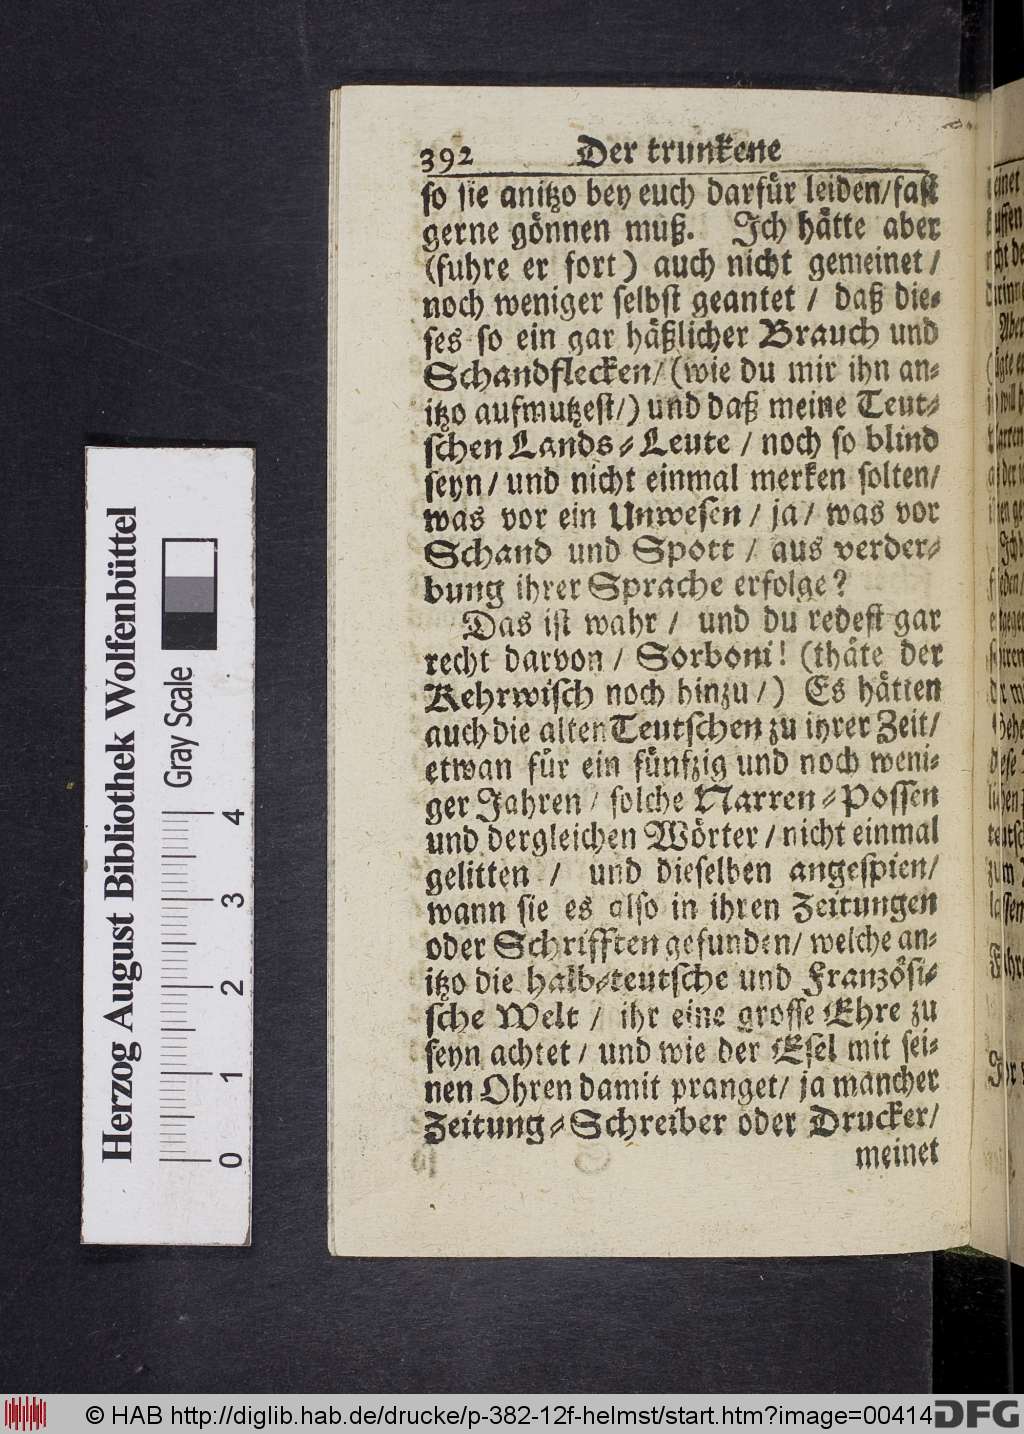 392 Der trunkene
so sie anitzo bey euch darfür leiden/fast
gerne gönnen muß. Ich hätte aber
(fuhre er fort) auch nicht gemeinet /
noch weniger selbst geantet / daß die=
ses so ein gar häßlicher Brauch und
Schandflecken/ (wie du mir ihn an=
itzo aufmutzest/) und daß meine Teut=
schen Lands=Leute / noch so blind
seyn / und nicht einmal merken solten/
was vor ein Unwesen / ja / was vor
Schand und Spott / aus verder=
bung ihrer Sprache erfolge?
Das ist wahr / und du redest gar
recht darvon / Sorboni! (thäte der
Kehrwisch noch hinzu /) Es hätten
auch die alten Teutschen zu ihrer Zeit/
etwan für ein fünfzig und noch weni=
ger Jahren / solche Narren=Possen
und dergleichen Wörter / nicht einmal
gelitten / und dieselben angespien/
wann sie es also in ihren Zeitungen
oder Schrifften gefunden/ welche an=
itzo die halb=teutsche und Französi=
sche Welt / ihr eine grosse Ehre zu
seyn achtet / und wie der Esel mit sei=
nen Ohren damit pranget/ ja mancher
Zeitung=Schreiber oder Drucker/
meinet
Herzog August Bibliothek Wolfenbüttel
Gray Scale
0 1 2 3 4
© HAB http://diglib.hab.de/drucke/p-382-12f-helmst/start.htm?image=00414
DFG